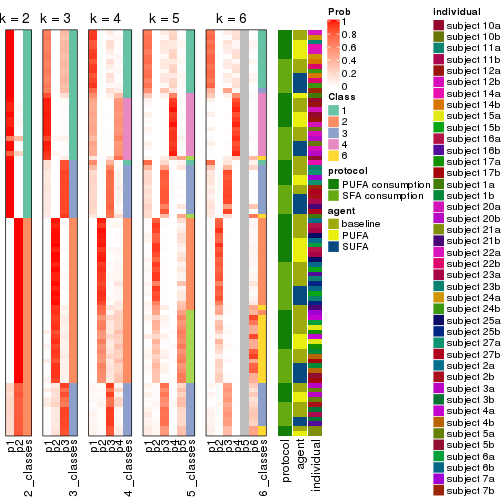 k = 2
k = 3
k = 4
k = 5
k = 6
p1
p2
2_classes
p1
p2
p3
3_classes
p1
p2
p3
p4
4_classes
p1
p2
p3
p4
p5
5_classes
p1
p2
p3
p4
p5
p6
6_classes
protocol
agent
individual
Prob
1
0.8
0.6
0.4
0.2
0
Class
1
2
3
4
6
protocol
PUFA consumption
SFA consumption
agent
baseline
PUFA
SUFA
individual
subject 10a
subject 10b
subject 11a
subject 11b
subject 12a
subject 12b
subject 14a
subject 14b
subject 15a
subject 15b
subject 16a
subject 16b
subject 17a
subject 17b
subject 1a
subject 1b
subject 20a
subject 20b
subject 21a
subject 21b
subject 22a
subject 22b
subject 23a
subject 23b
subject 24a
subject 24b
subject 25a
subject 25b
subject 27a
subject 27b
subject 2a
subject 2b
subject 3a
subject 3b
subject 4a
subject 4b
subject 5a
subject 5b
subject 6a
subject 6b
subject 7a
subject 7b